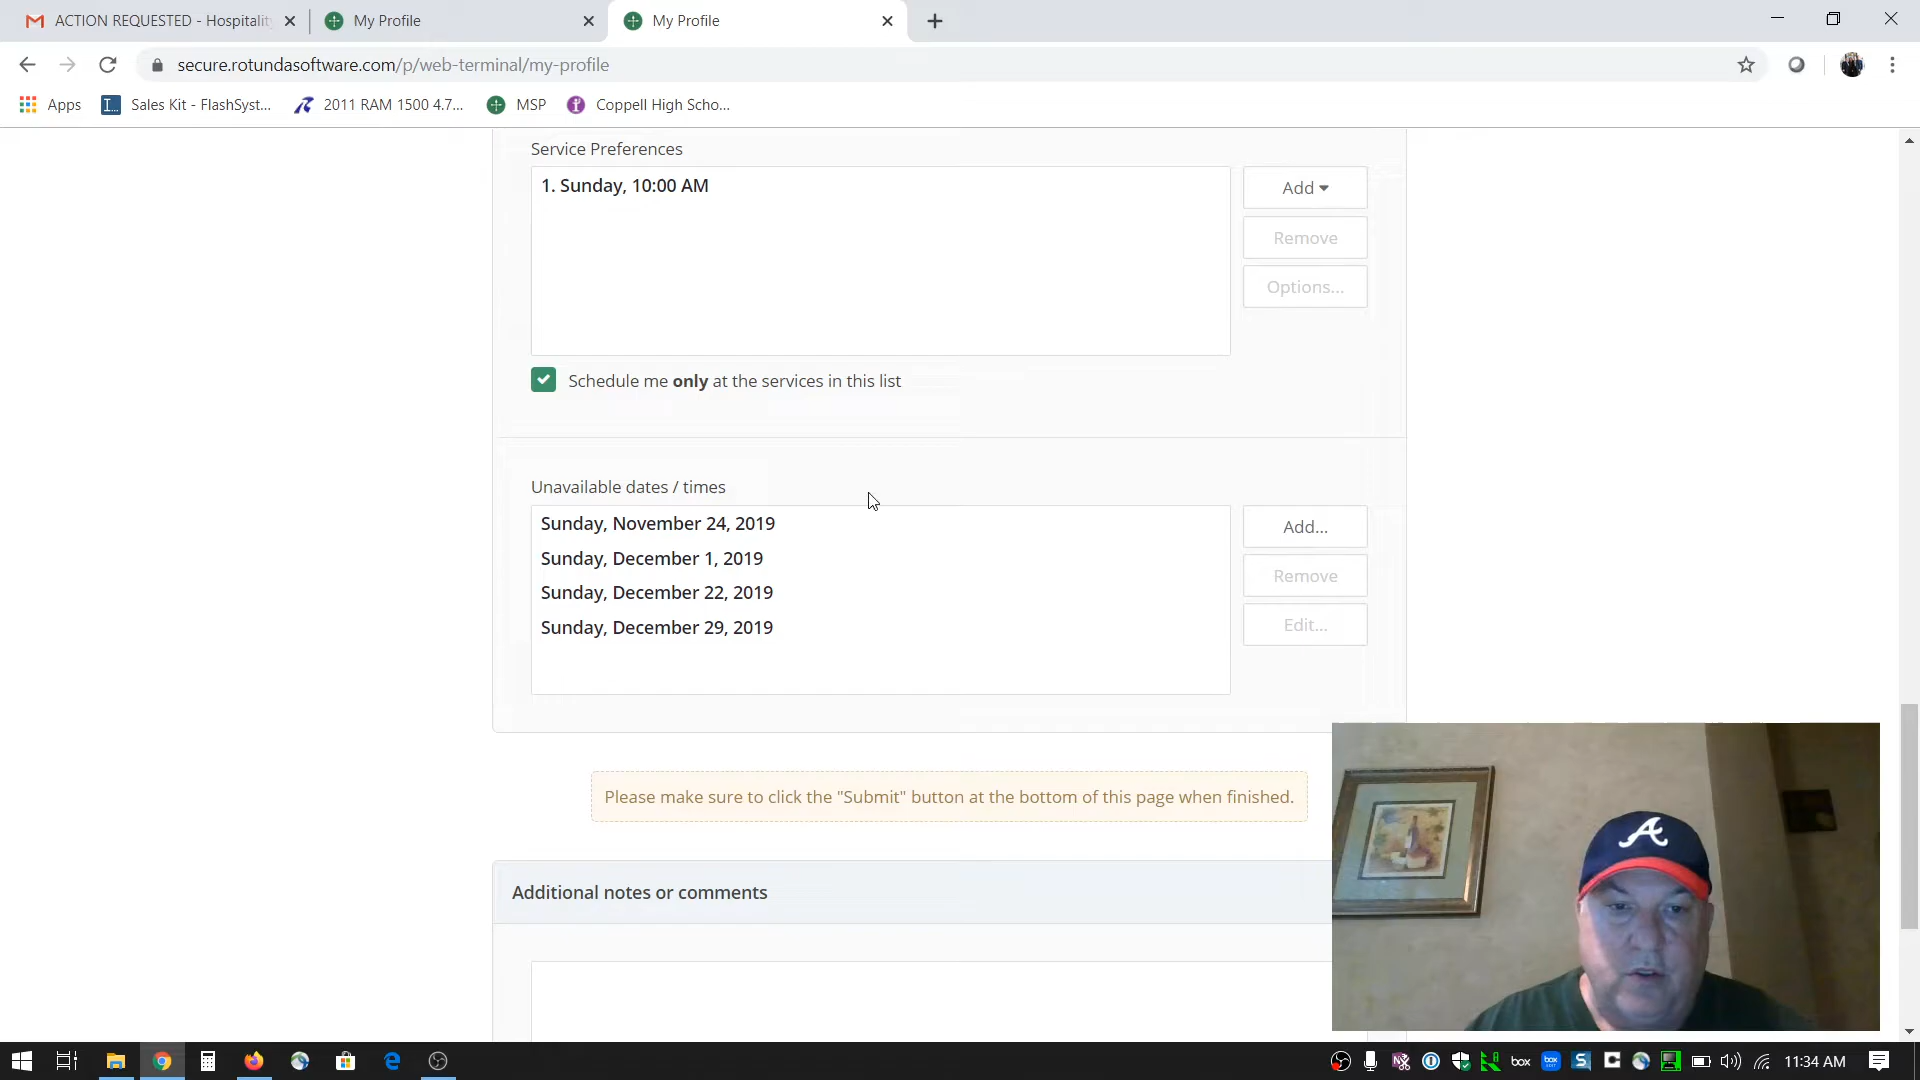 ACTION REQUESTED - Hospitalit
My Profile
My Profile
secure.rotundasoftware.com/p/web-terminal/my-profile
Apps
Sales Kit - FlashSyst...
2011 RAM 1500 4.7...
MSP
Coppell High Scho...
Service Preferences
1. Sunday, 10:00 AM
Add
Remove
Options...
Schedule me only at the services in this list
Unavailable dates / times
Sunday, November 24, 2019
Sunday, December 1, 2019
Sunday, December 22, 2019
Sunday, December 29, 2019
Add...
Remove
Edit...
Please make sure to click the "Submit" button at the bottom of this page when finished.
Additional notes or comments
A
box
box
11:34 AM